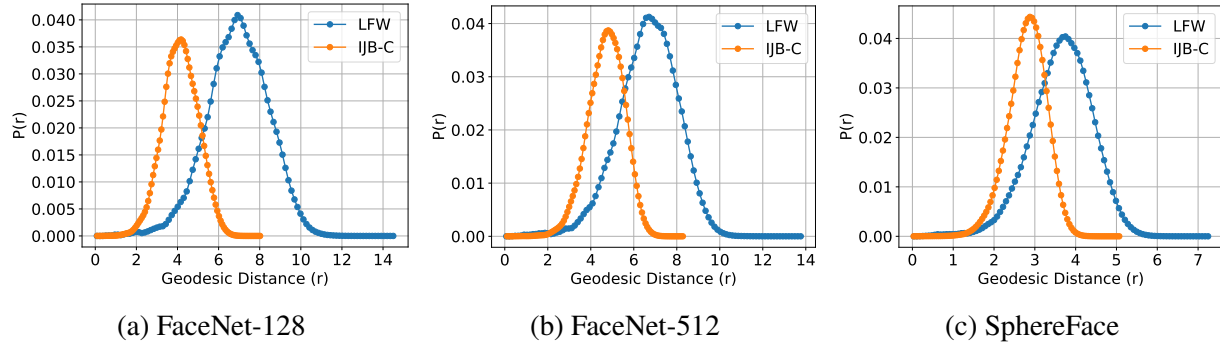 0.040
0.035
0.030
0.025
0.020
0.015
0.010
0.005
0.000
P(r)
0 2 4 6 8 10 12 14
Geodesic Distance (r)
LFW
IJB-C
(a) FaceNet-128
0.04
0.03
0.02
0.01
0.00
P(r)
0 2 4 6 8 10 12 14
Geodesic Distance (r)
LFW
IJB-C
(b) FaceNet-512
0.04
0.03
0.02
0.01
0.00
P(r)
0 1 2 3 4 5 6 7
Geodesic Distance (r)
LFW
IJB-C
(c) SphereFace